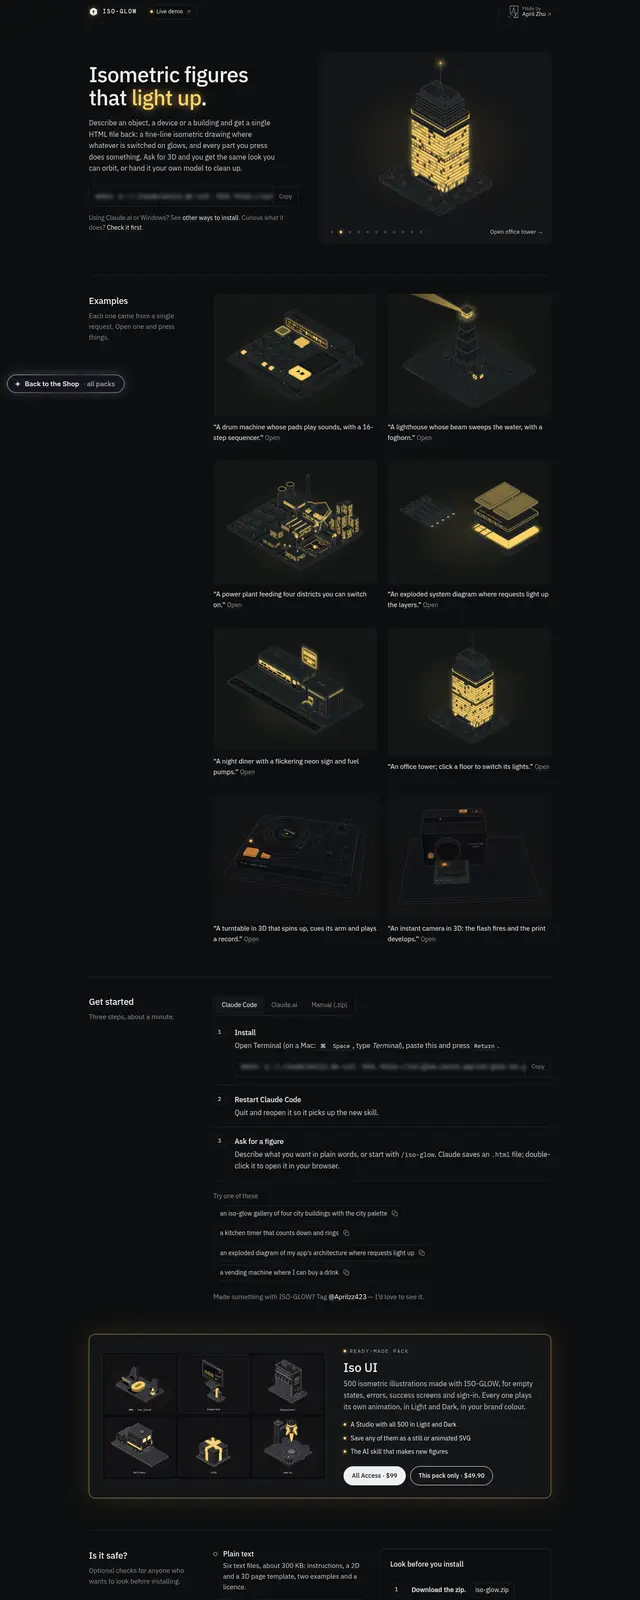 ISO-GLOW
Live demo ↗
Made by
April Zhu ↗
Isometric figures
that light up.
Describe an object, a device or a building and get a single
HTML file back: a fine-line isometric drawing where
whatever is switched on glows, and every part you press
does something. Ask for 3D and you get the same look you
can orbit, or hand it your own model to clean up.
Copy
Using Claude.ai or Windows? See other ways to install. Curious what it
does? Check it first.
Open office tower →
Examples
Each one came from a single
request. Open one and press
things.
✦ Back to the Shop · all packs
“A drum machine whose pads play sounds, with a 16-
step sequencer.” Open
“A lighthouse whose beam sweeps the water, with a
foghorn.” Open
“A power plant feeding four districts you can switch
on.” Open
“An exploded system diagram where requests light up
the layers.” Open
“A night diner with a flickering neon sign and fuel
pumps.” Open
“An office tower; click a floor to switch its lights.” Open
“A turntable in 3D that spins up, cues its arm and plays
a record.” Open
“An instant camera in 3D: the flash fires and the print
develops.” Open
Get started
Three steps, about a minute.
Claude Code
Claude.ai
Manual (.zip)
1 Install
Open Terminal (on a Mac: ⌘ Space, type Terminal), paste this and press Return.
Copy
2 Restart Claude Code
Quit and reopen it so it picks up the new skill.
3 Ask for a figure
Describe what you want in plain words, or start with /iso-glow. Claude saves an .html file; double-
click it to open it in your browser.
Try one of these
an iso-glow gallery of four city buildings with the city palette
a kitchen timer that counts down and rings
an exploded diagram of my app's architecture where requests light up
a vending machine where I can buy a drink
Made something with ISO-GLOW? Tag @Aprilzz423 — I'd love to see it.
READY-MADE PACK
Iso UI
500 isometric illustrations made with ISO-GLOW, for empty
states, errors, success screens and sign-in. Every one plays
its own animation, in Light and Dark, in your brand colour.
A Studio with all 500 in Light and Dark
Save any of them as a still or animated SVG
The AI skill that makes new figures
All Access · $99
This pack only · $49.90
Is it safe?
Optional checks for anyone who
wants to look before installing.
Plain text
Six text files, about 300 KB: instructions, a 2D
and a 3D page template, two examples and a
licence.
Look before you install
1 Download the zip. iso-glow.zip